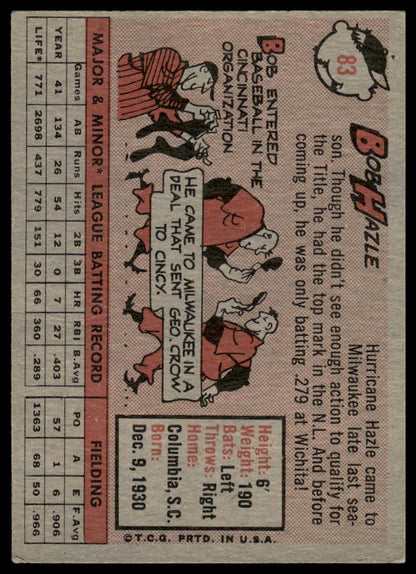 83
BOB HAZLE
Hurricane Hazle came to
Milwaukee late last sea-
son. Though he didn't see enough action to qualify for
the Title, he had the top mark in the N.L. And before
coming up, he was only batting .279 at Wichita!
BOB ENTERED
BASEBALL IN THE
CINCINNATI
ORGANIZATION
HE CAME TO MILWAUKEE IN A
DEAL THAT SENT GEO. CROWE
TO CINCY.
Height: 6'
Weight: 190
Bats: Left
Throws: Right
Home:
Columbia, S.C.
Born:
Dec. 9, 1930
MAJOR & MINOR* LEAGUE BATTING RECORD FIELDING
Games AB Runs Hits 2B 3B HR RBI B.Avg PO A E F.Avg
YEAR 41 134 26 54 12 0 7 27 .403 57 1 6 .906
LIFE* 771 2698 437 779 151 30 66 360 .289 1363 68 50 .966
©T.C.G. PRTD. IN U.S.A.